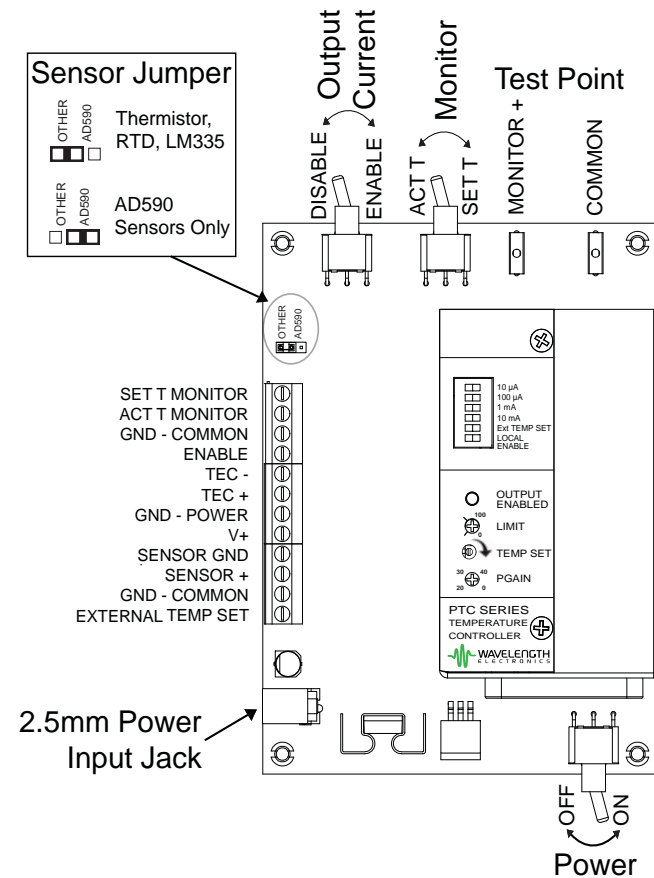 Sensor Jumper
OTHER
AD590
Thermistor,
RTD, LM335
OTHER
AD590
AD590
Sensors Only
Output
Current
DISABLE
ENABLE
Monitor
ACT T
SET T
Test Point
MONITOR +
COMMON
OTHER
AD590
SET T MONITOR
ACT T MONITOR
GND - COMMON
ENABLE
TEC -
TEC +
GND - POWER
V+
SENSOR GND
SENSOR +
GND - COMMON
EXTERNAL TEMP SET
10 µA
100 µA
1 mA
10 mA
Ext TEMP SET
LOCAL
ENABLE
OUTPUT
ENABLED
100
0
LIMIT
TEMP SET
30 40
20 0
PGAIN
PTC SERIES
TEMPERATURE
CONTROLLER
WAVELENGTH
ELECTRONICS
2.5mm Power
Input Jack
OFF
ON
Power